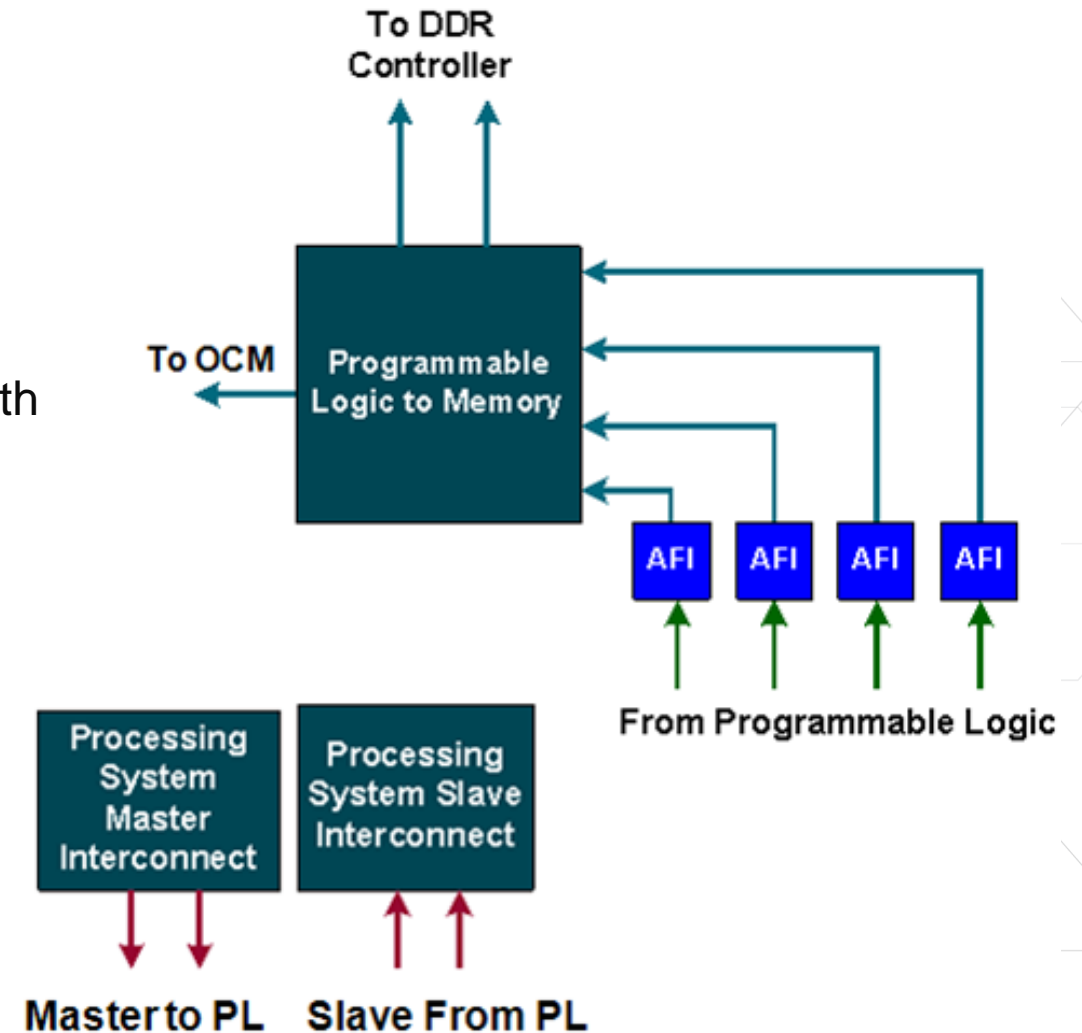 To DDR
Controller
To OCM
th
Programmable
Logic to Memory
AFI AFI AFI AFI
From Programmable Logic
Processing
System
Master
Interconnect
Processing
System Slave
Interconnect
Master to PL
Slave From PL